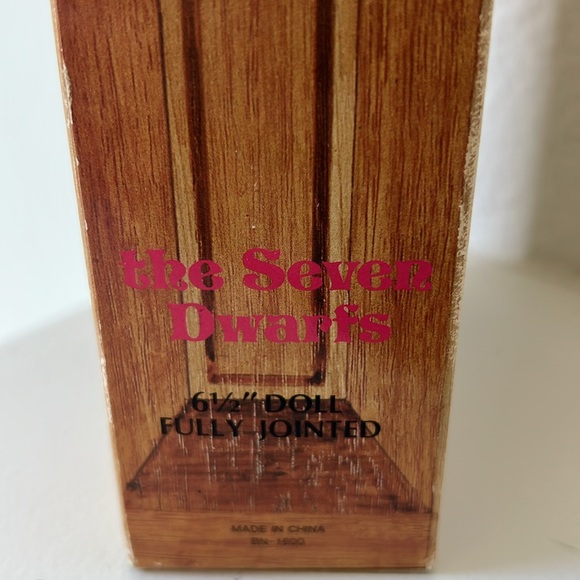 the Seven
Dwarfs
6½" DOLL
FULLY JOINTED
MADE IN CHINA